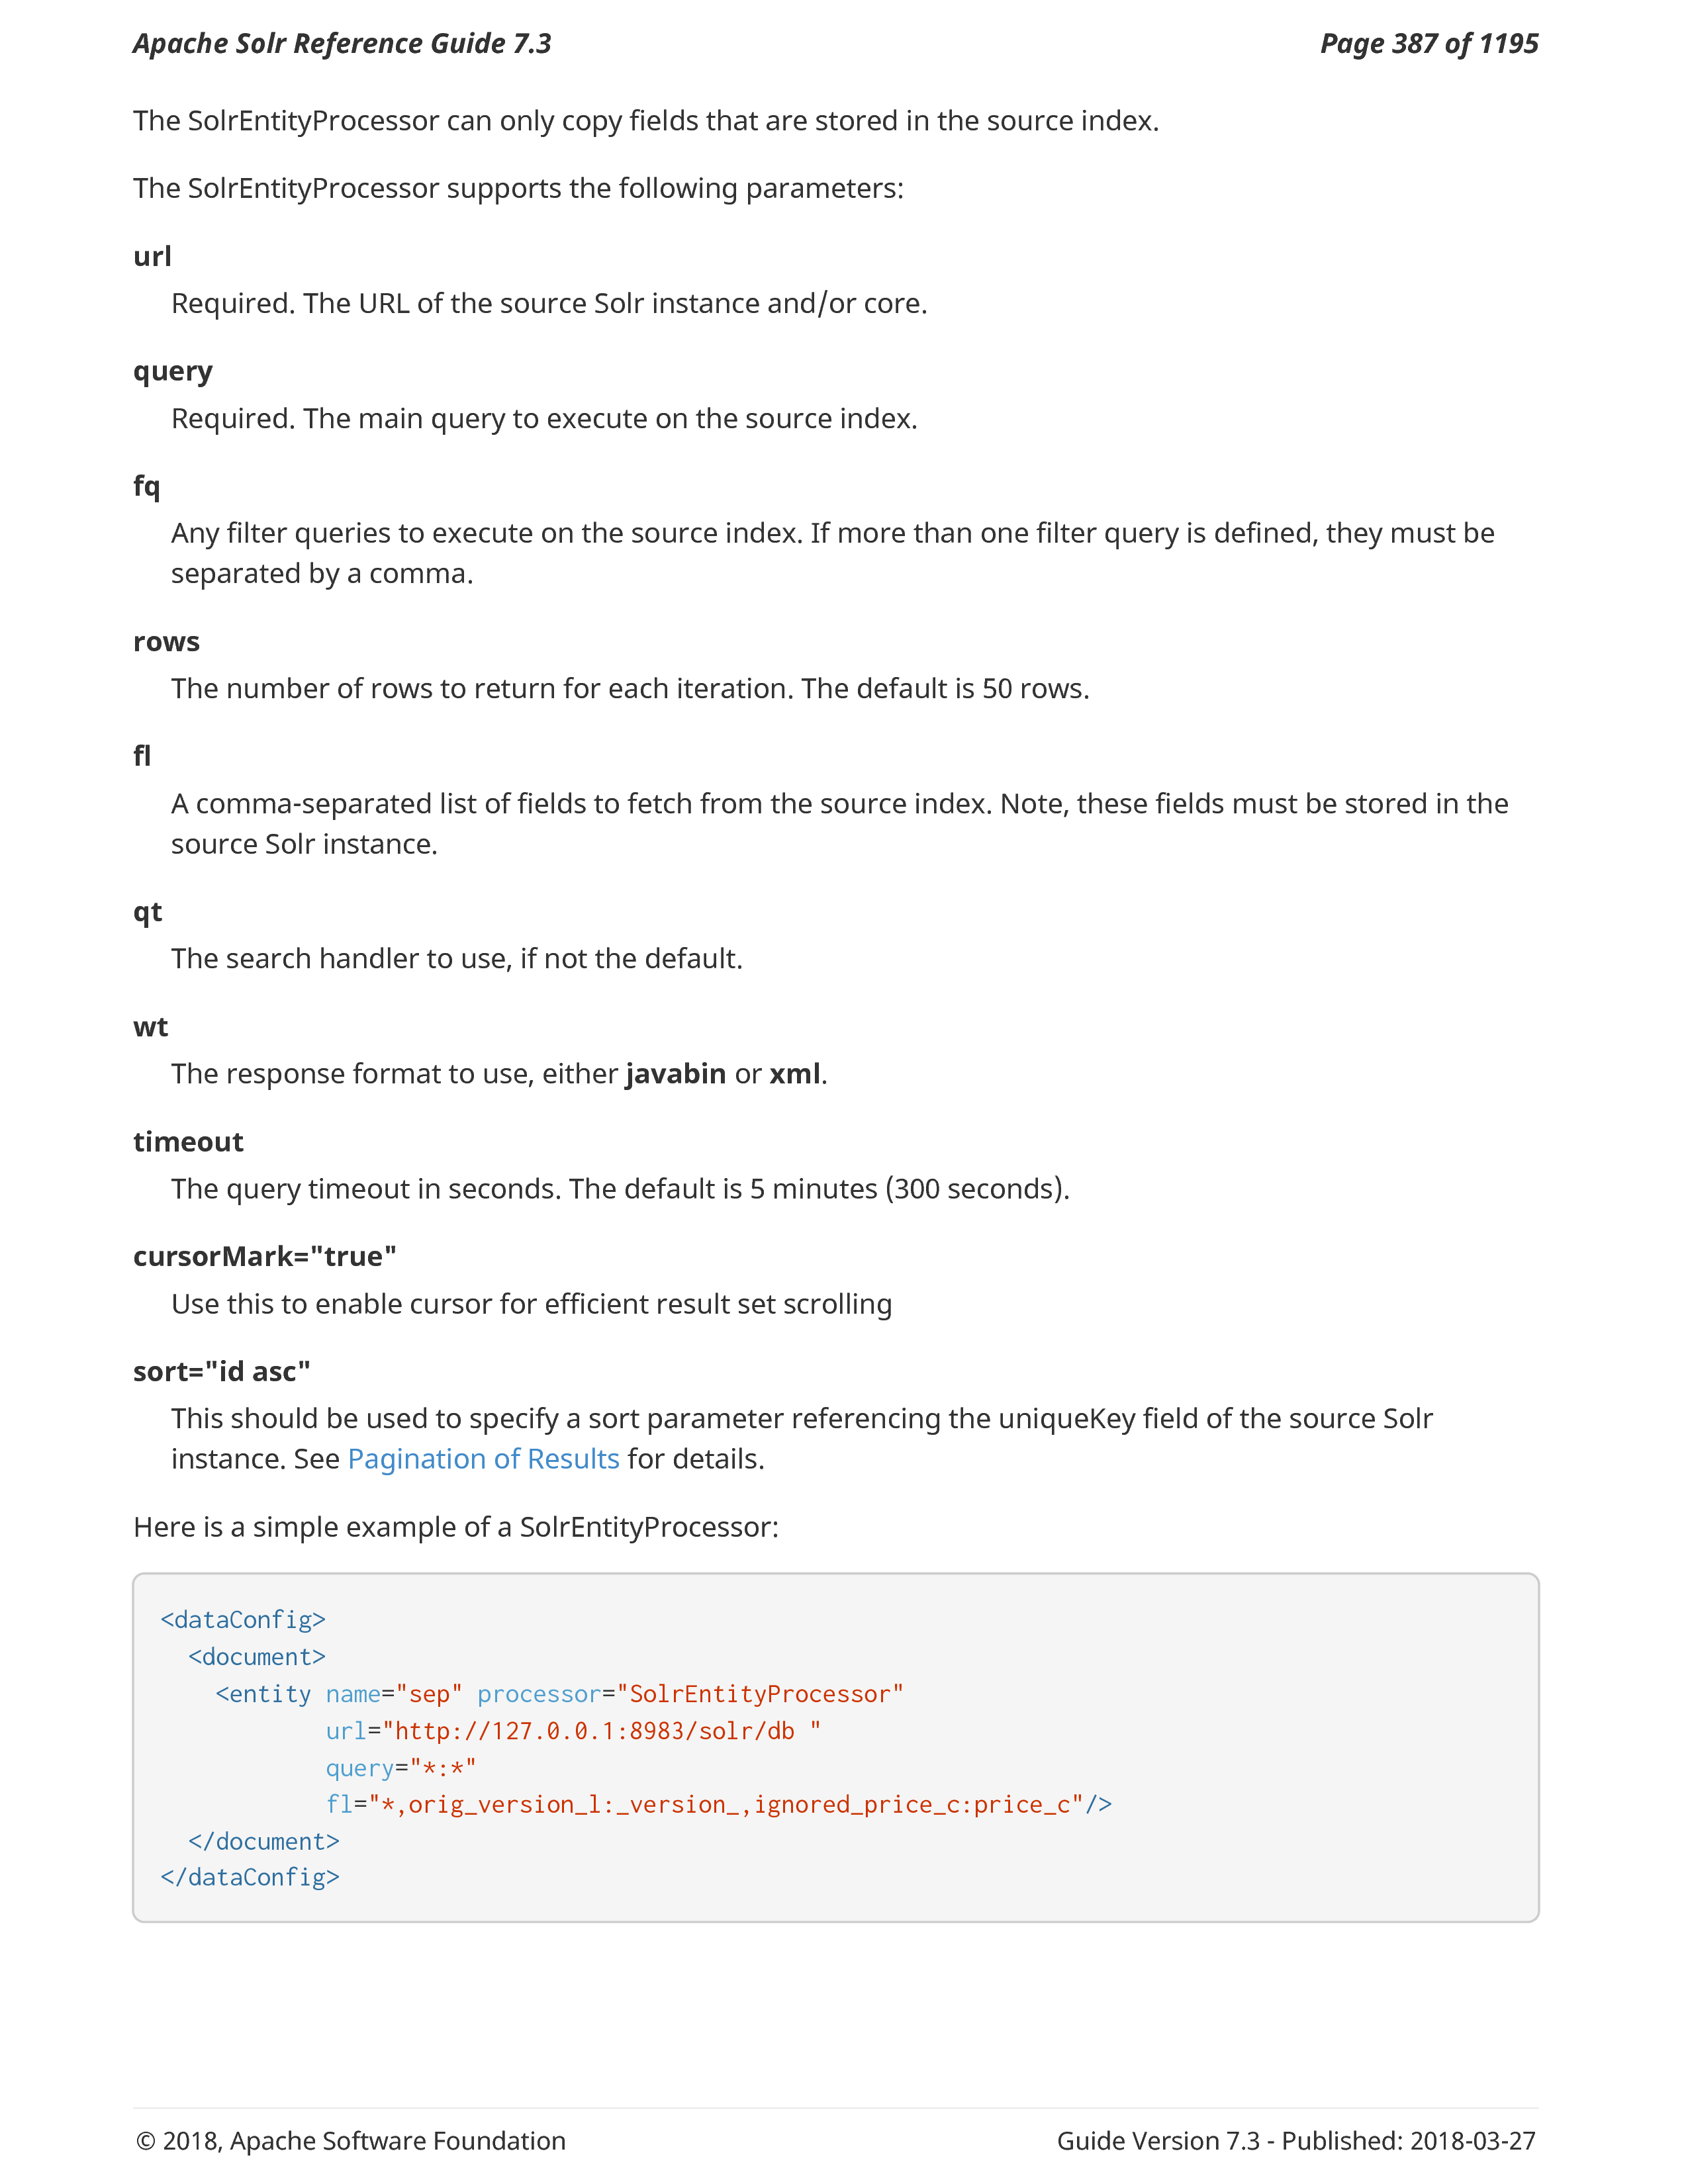 Apache Solr Reference Guide 7.3
Page 387 of 1195
The SolrEntityProcessor can only copy fields that are stored in the source index.
The SolrEntityProcessor supports the following parameters:
url
Required. The URL of the source Solr instance and/or core.
query
Required. The main query to execute on the source index.
fq
Any filter queries to execute on the source index. If more than one filter query is defined, they must be
separated by a comma.
rows
The number of rows to return for each iteration. The default is 50 rows.
fl
A comma-separated list of fields to fetch from the source index. Note, these fields must be stored in the
source Solr instance.
qt
The search handler to use, if not the default.
wt
The response format to use, either javabin or xml.
timeout
The query timeout in seconds. The default is 5 minutes (300 seconds).
cursorMark="true"
Use this to enable cursor for efficient result set scrolling
sort="id asc"
This should be used to specify a sort parameter referencing the uniqueKey field of the source Solr
instance. See Pagination of Results for details.
Here is a simple example of a SolrEntityProcessor:
<dataConfig>
  <document>
    <entity name="sep" processor="SolrEntityProcessor"
            url="http://127.0.0.1:8983/solr/db "
            query="*:*"
            fl="*,orig_version_l:_version_,ignored_price_c:price_c"/>
  </document>
</dataConfig>
© 2018, Apache Software Foundation
Guide Version 7.3 - Published: 2018-03-27